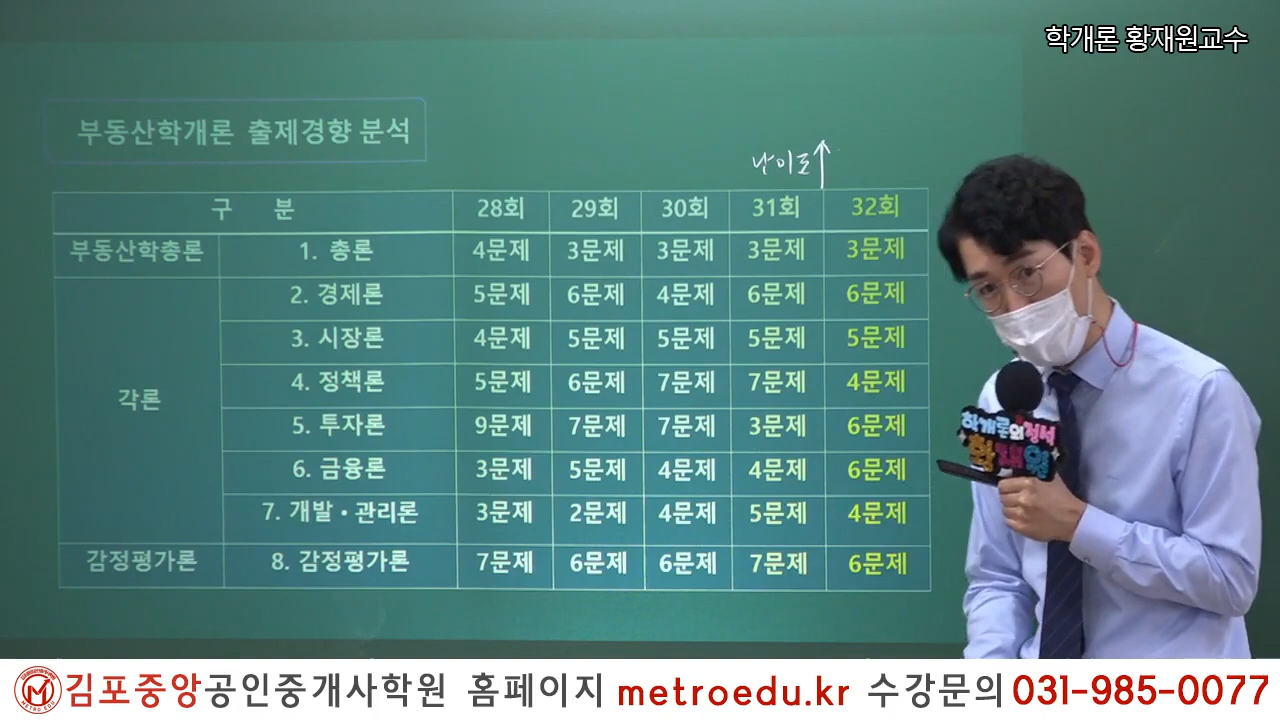 학개론 황재원교수
부동산학개론 출제경향 분석
난이도
구 분 28회 29회 30회 31회 32회
부동산학총론 1. 총론 4문제 3문제 3문제 3문제 3문제
각론 2. 경제론 5문제 6문제 4문제 6문제 6문제
3. 시장론 4문제 5문제 5문제 5문제 5문제
4. 정책론 5문제 6문제 7문제 7문제 4문제
5. 투자론 9문제 7문제 7문제 3문제 6문제
6. 금융론 3문제 5문제 4문제 4문제 6문제
7. 개발·관리론 3문제 2문제 4문제 5문제 4문제
감정평가론 8. 감정평가론 7문제 6문제 6문제 7문제 6문제
학개론의정석
황재원
METRO EDU
김포중앙공인중개사학원 홈페이지 metroedu.kr 수강문의 031-985-0077